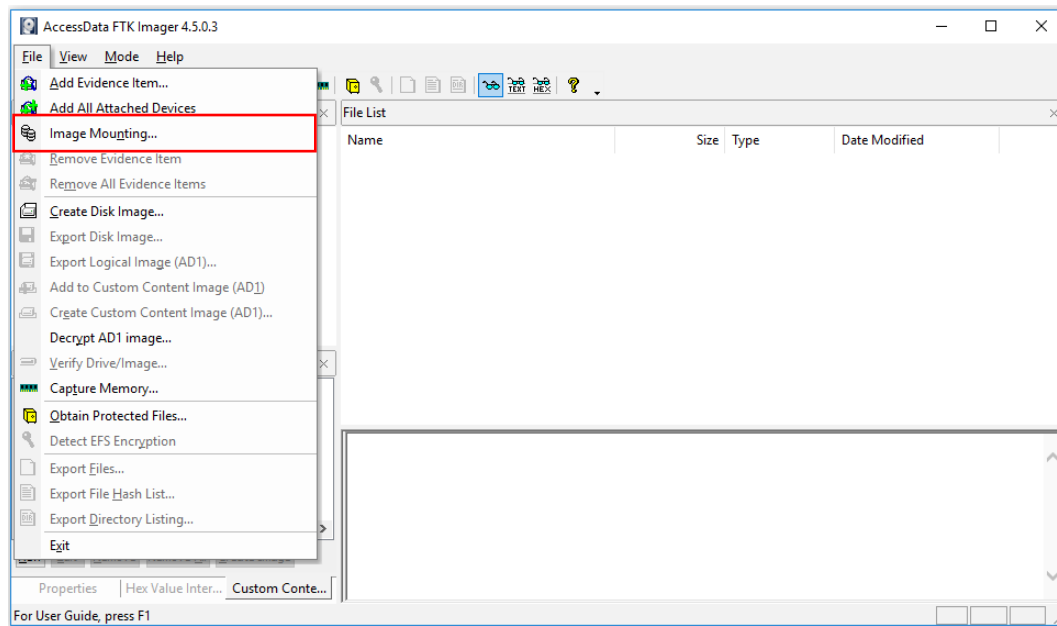 AccessData FTK Imager 4.5.0.3
File View Mode Help
Add Evidence Item...
Add All Attached Devices
Image Mounting...
Remove Evidence Item
Remove All Evidence Items
Create Disk Image...
Export Disk Image...
Export Logical Image (AD1)...
Add to Custom Content Image (AD1)
Create Custom Content Image (AD1)...
Decrypt AD1 image...
Verify Drive/Image...
Capture Memory...
Obtain Protected Files...
Detect EFS Encryption
Export Files...
Export File Hash List...
Export Directory Listing...
Exit
TEXT HEX
File List
Name Size Type Date Modified
Properties Hex Value Inter... Custom Conte...
For User Guide, press F1